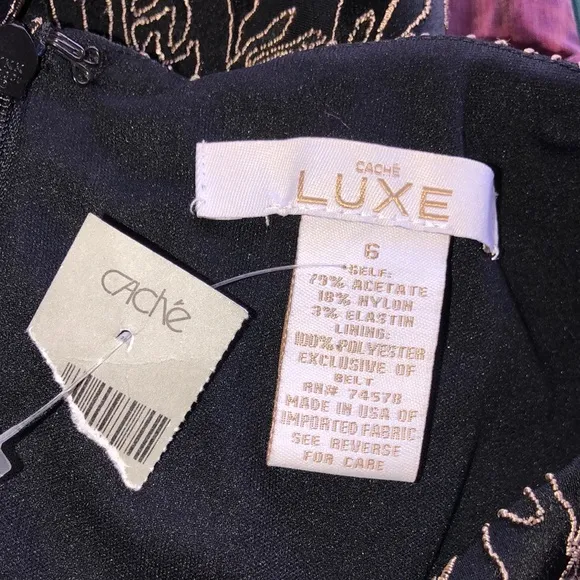 CACHÉ
LUXE
6
SELF:
79% ACETATE
18% NYLON
3% ELASTIN
LINING:
100% POLYESTER
EXCLUSIVE OF
BELT
RN# 74578
MADE IN USA OF
IMPORTED FABRIC
SEE REVERSE
FOR CARE
CACHÉ